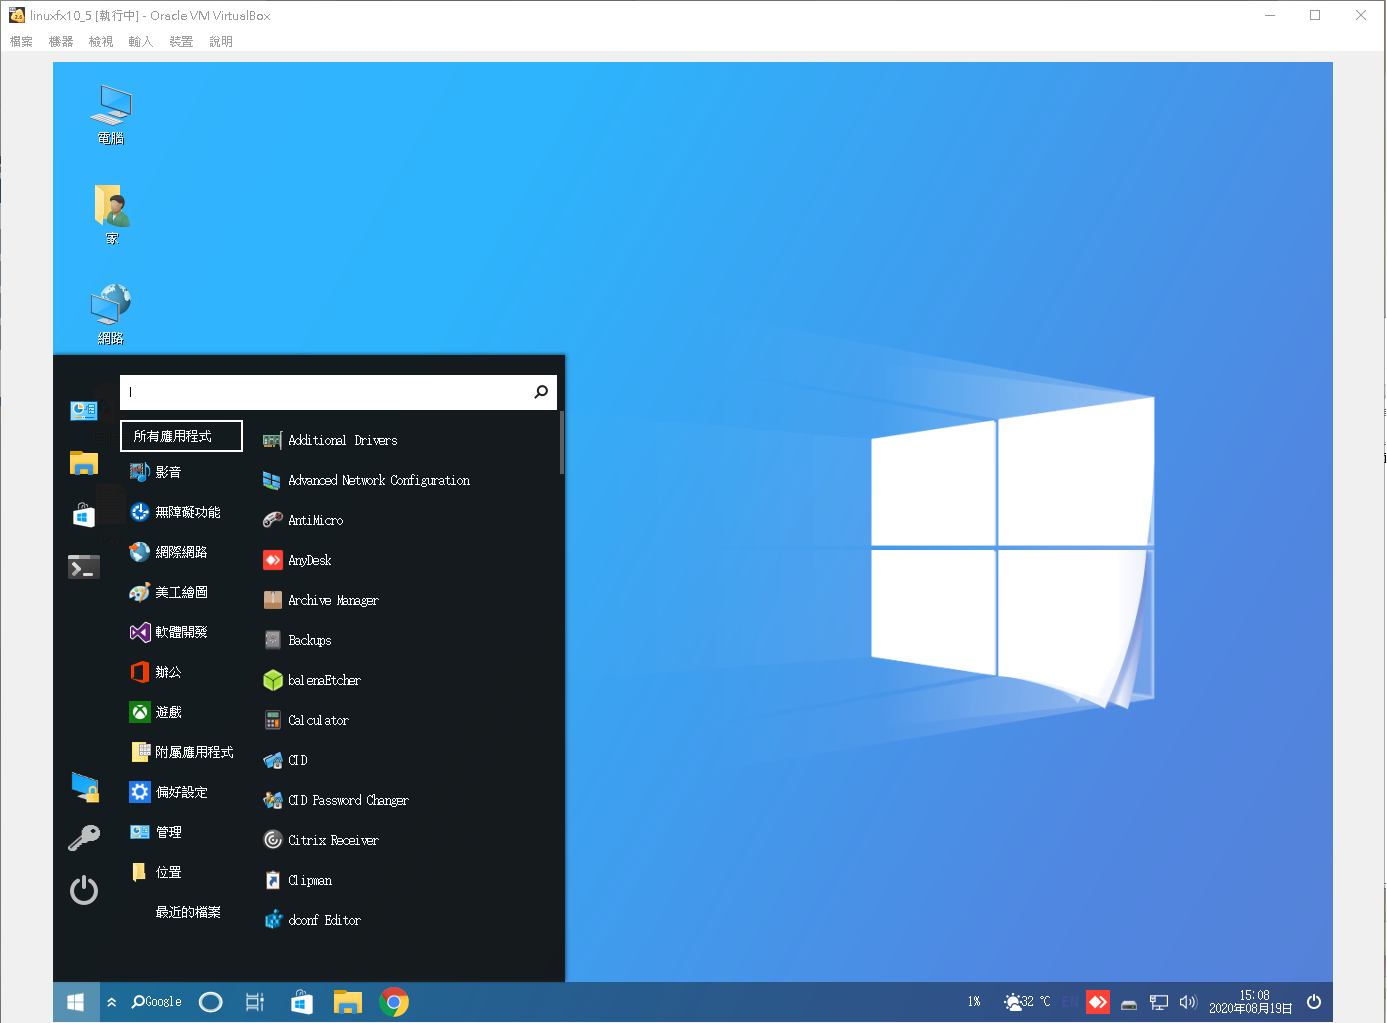 linuxfx10_5 [執行中] - Oracle VM VirtualBox
檔案 機器 檢視 輸入 裝置 說明
電腦
家
網路
所有應用程式
影音
無障礙功能
網際網路
美工繪圖
軟體開發
辦公
遊戲
附屬應用程式
偏好設定
管理
位置
最近的檔案
Additional Drivers
Advanced Network Configuration
AntiMicro
AnyDesk
Archive Manager
Backups
balenaEtcher
Calculator
CID
CID Password Changer
Citrix Receiver
Clipman
dconf Editor
Google
1%
32 °C
EN
15:08
2020年08月19日